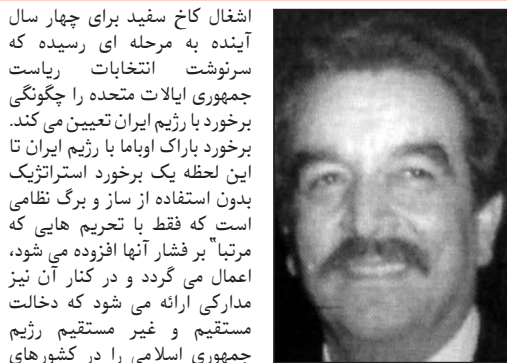 اشغال کاخ سفید برای چهار سال
آینده به مرحله ای رسیده که
سرنوشت انتخابات ریاست
جمهوری ایالات متحده را چگونگی
برخورد با رژیم ایران تعیین می کند.
برخورد باراک اوباما با رژیم ایران تا
این لحظه یک برخورد استراتژیک
بدون استفاده از ساز و برگ نظامی
است که فقط با تحریم هایی که
مرتبا" بر فشار آنها افزوده می شود،
اعمال می گردد و در کنار آن نیز
مدارکی ارائه می شود که دخالت
مستقیم و غیر مستقیم رژیم
جمهوری اسلامی را در کشورهای